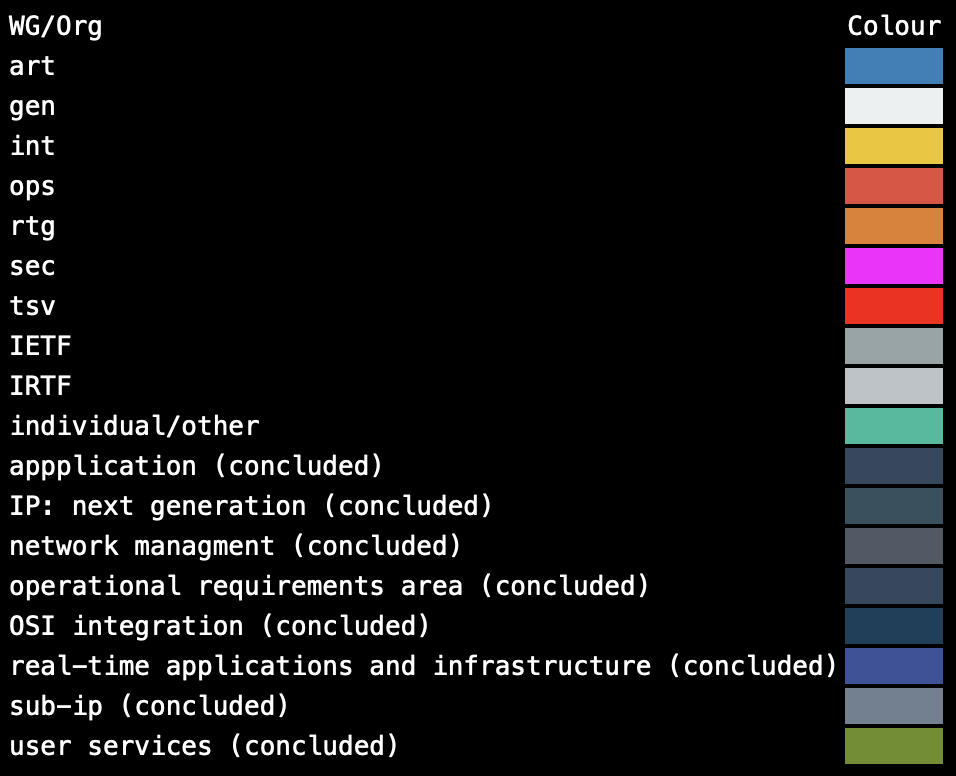 WG/Org Colour
art
gen
int
ops
rtg
sec
tsv
IETF
IRTF
individual/other
appplication (concluded)
IP: next generation (concluded)
network managment (concluded)
operational requirements area (concluded)
OSI integration (concluded)
real-time applications and infrastructure (concluded)
sub-ip (concluded)
user services (concluded)